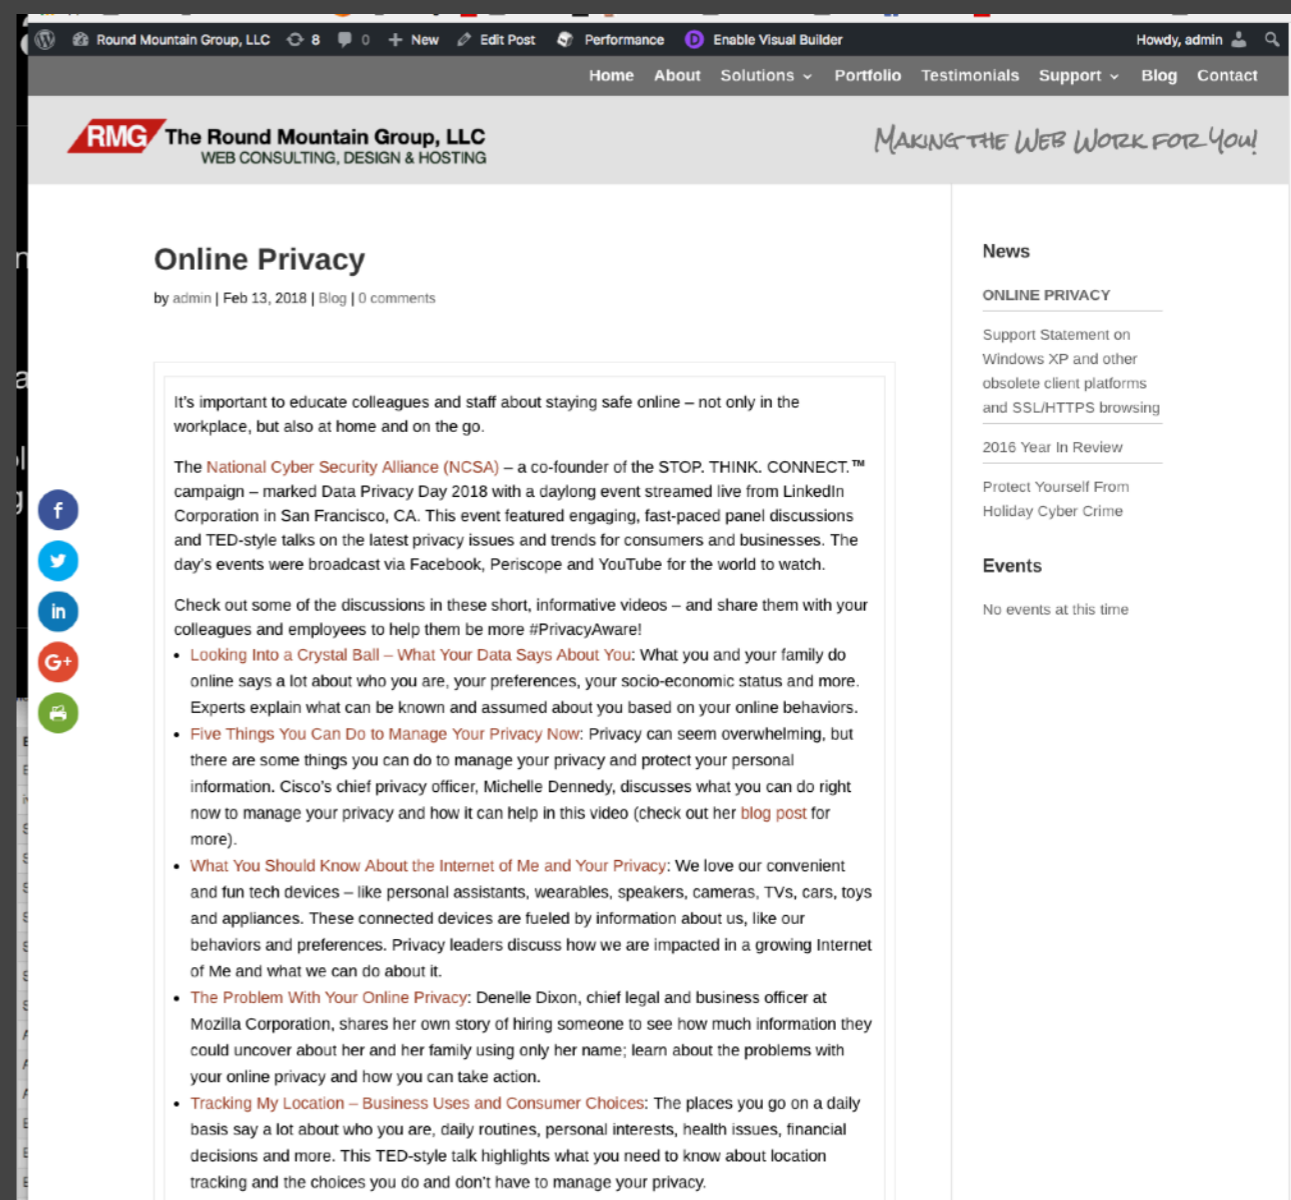 Round Mountain Group, LLC 8 0 New Edit Post Performance Enable Visual Builder Howdy, admin
Home About Solutions Portfolio Testimonials Support Blog Contact
RMG The Round Mountain Group, LLC
WEB CONSULTING, DESIGN & HOSTING
Making the Web Work for You!
Online Privacy
by admin | Feb 13, 2018 | Blog | 0 comments
It's important to educate colleagues and staff about staying safe online – not only in the
workplace, but also at home and on the go.
The National Cyber Security Alliance (NCSA) – a co-founder of the STOP. THINK. CONNECT.™
campaign – marked Data Privacy Day 2018 with a daylong event streamed live from LinkedIn
Corporation in San Francisco, CA. This event featured engaging, fast-paced panel discussions
and TED-style talks on the latest privacy issues and trends for consumers and businesses. The
day's events were broadcast via Facebook, Periscope and YouTube for the world to watch.
Check out some of the discussions in these short, informative videos – and share them with your
colleagues and employees to help them be more #PrivacyAware!
• Looking Into a Crystal Ball – What Your Data Says About You: What you and your family do
online says a lot about who you are, your preferences, your socio-economic status and more.
Experts explain what can be known and assumed about you based on your online behaviors.
• Five Things You Can Do to Manage Your Privacy Now: Privacy can seem overwhelming, but
there are some things you can do to manage your privacy and protect your personal
information. Cisco's chief privacy officer, Michelle Dennedy, discusses what you can do right
now to manage your privacy and how it can help in this video (check out her blog post for
more).
• What You Should Know About the Internet of Me and Your Privacy: We love our convenient
and fun tech devices – like personal assistants, wearables, speakers, cameras, TVs, cars, toys
and appliances. These connected devices are fueled by information about us, like our
behaviors and preferences. Privacy leaders discuss how we are impacted in a growing Internet
of Me and what we can do about it.
• The Problem With Your Online Privacy: Denelle Dixon, chief legal and business officer at
Mozilla Corporation, shares her own story of hiring someone to see how much information they
could uncover about her and her family using only her name; learn about the problems with
your online privacy and how you can take action.
• Tracking My Location – Business Uses and Consumer Choices: The places you go on a daily
basis say a lot about who you are, daily routines, personal interests, health issues, financial
decisions and more. This TED-style talk highlights what you need to know about location
tracking and the choices you do and don't have to manage your privacy.
News
ONLINE PRIVACY
Support Statement on
Windows XP and other
obsolete client platforms
and SSL/HTTPS browsing
2016 Year In Review
Protect Yourself From
Holiday Cyber Crime
Events
No events at this time
f
in
G+